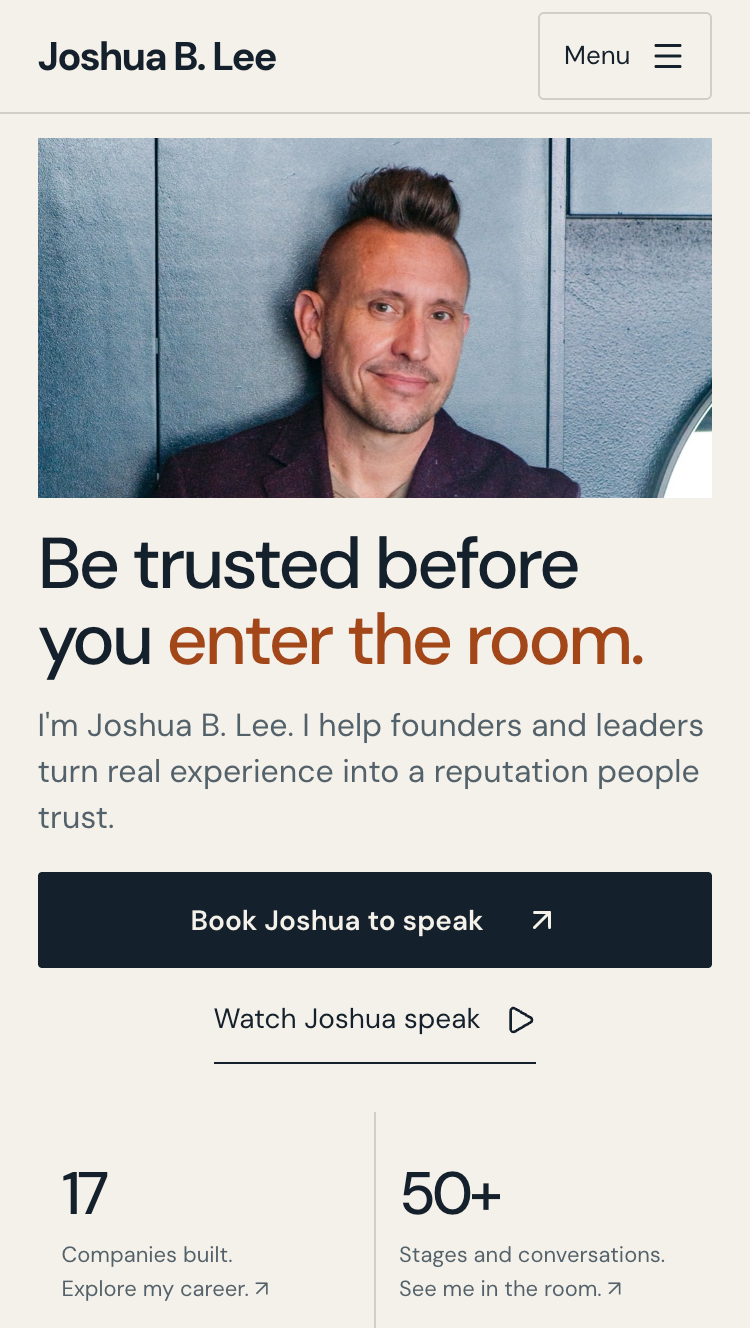 Joshua B. Lee
Menu
Be trusted before
you enter the room.
I'm Joshua B. Lee. I help founders and leaders
turn real experience into a reputation people
trust.
Book Joshua to speak
Watch Joshua speak
17
Companies built.
Explore my career.
50+
Stages and conversations.
See me in the room.